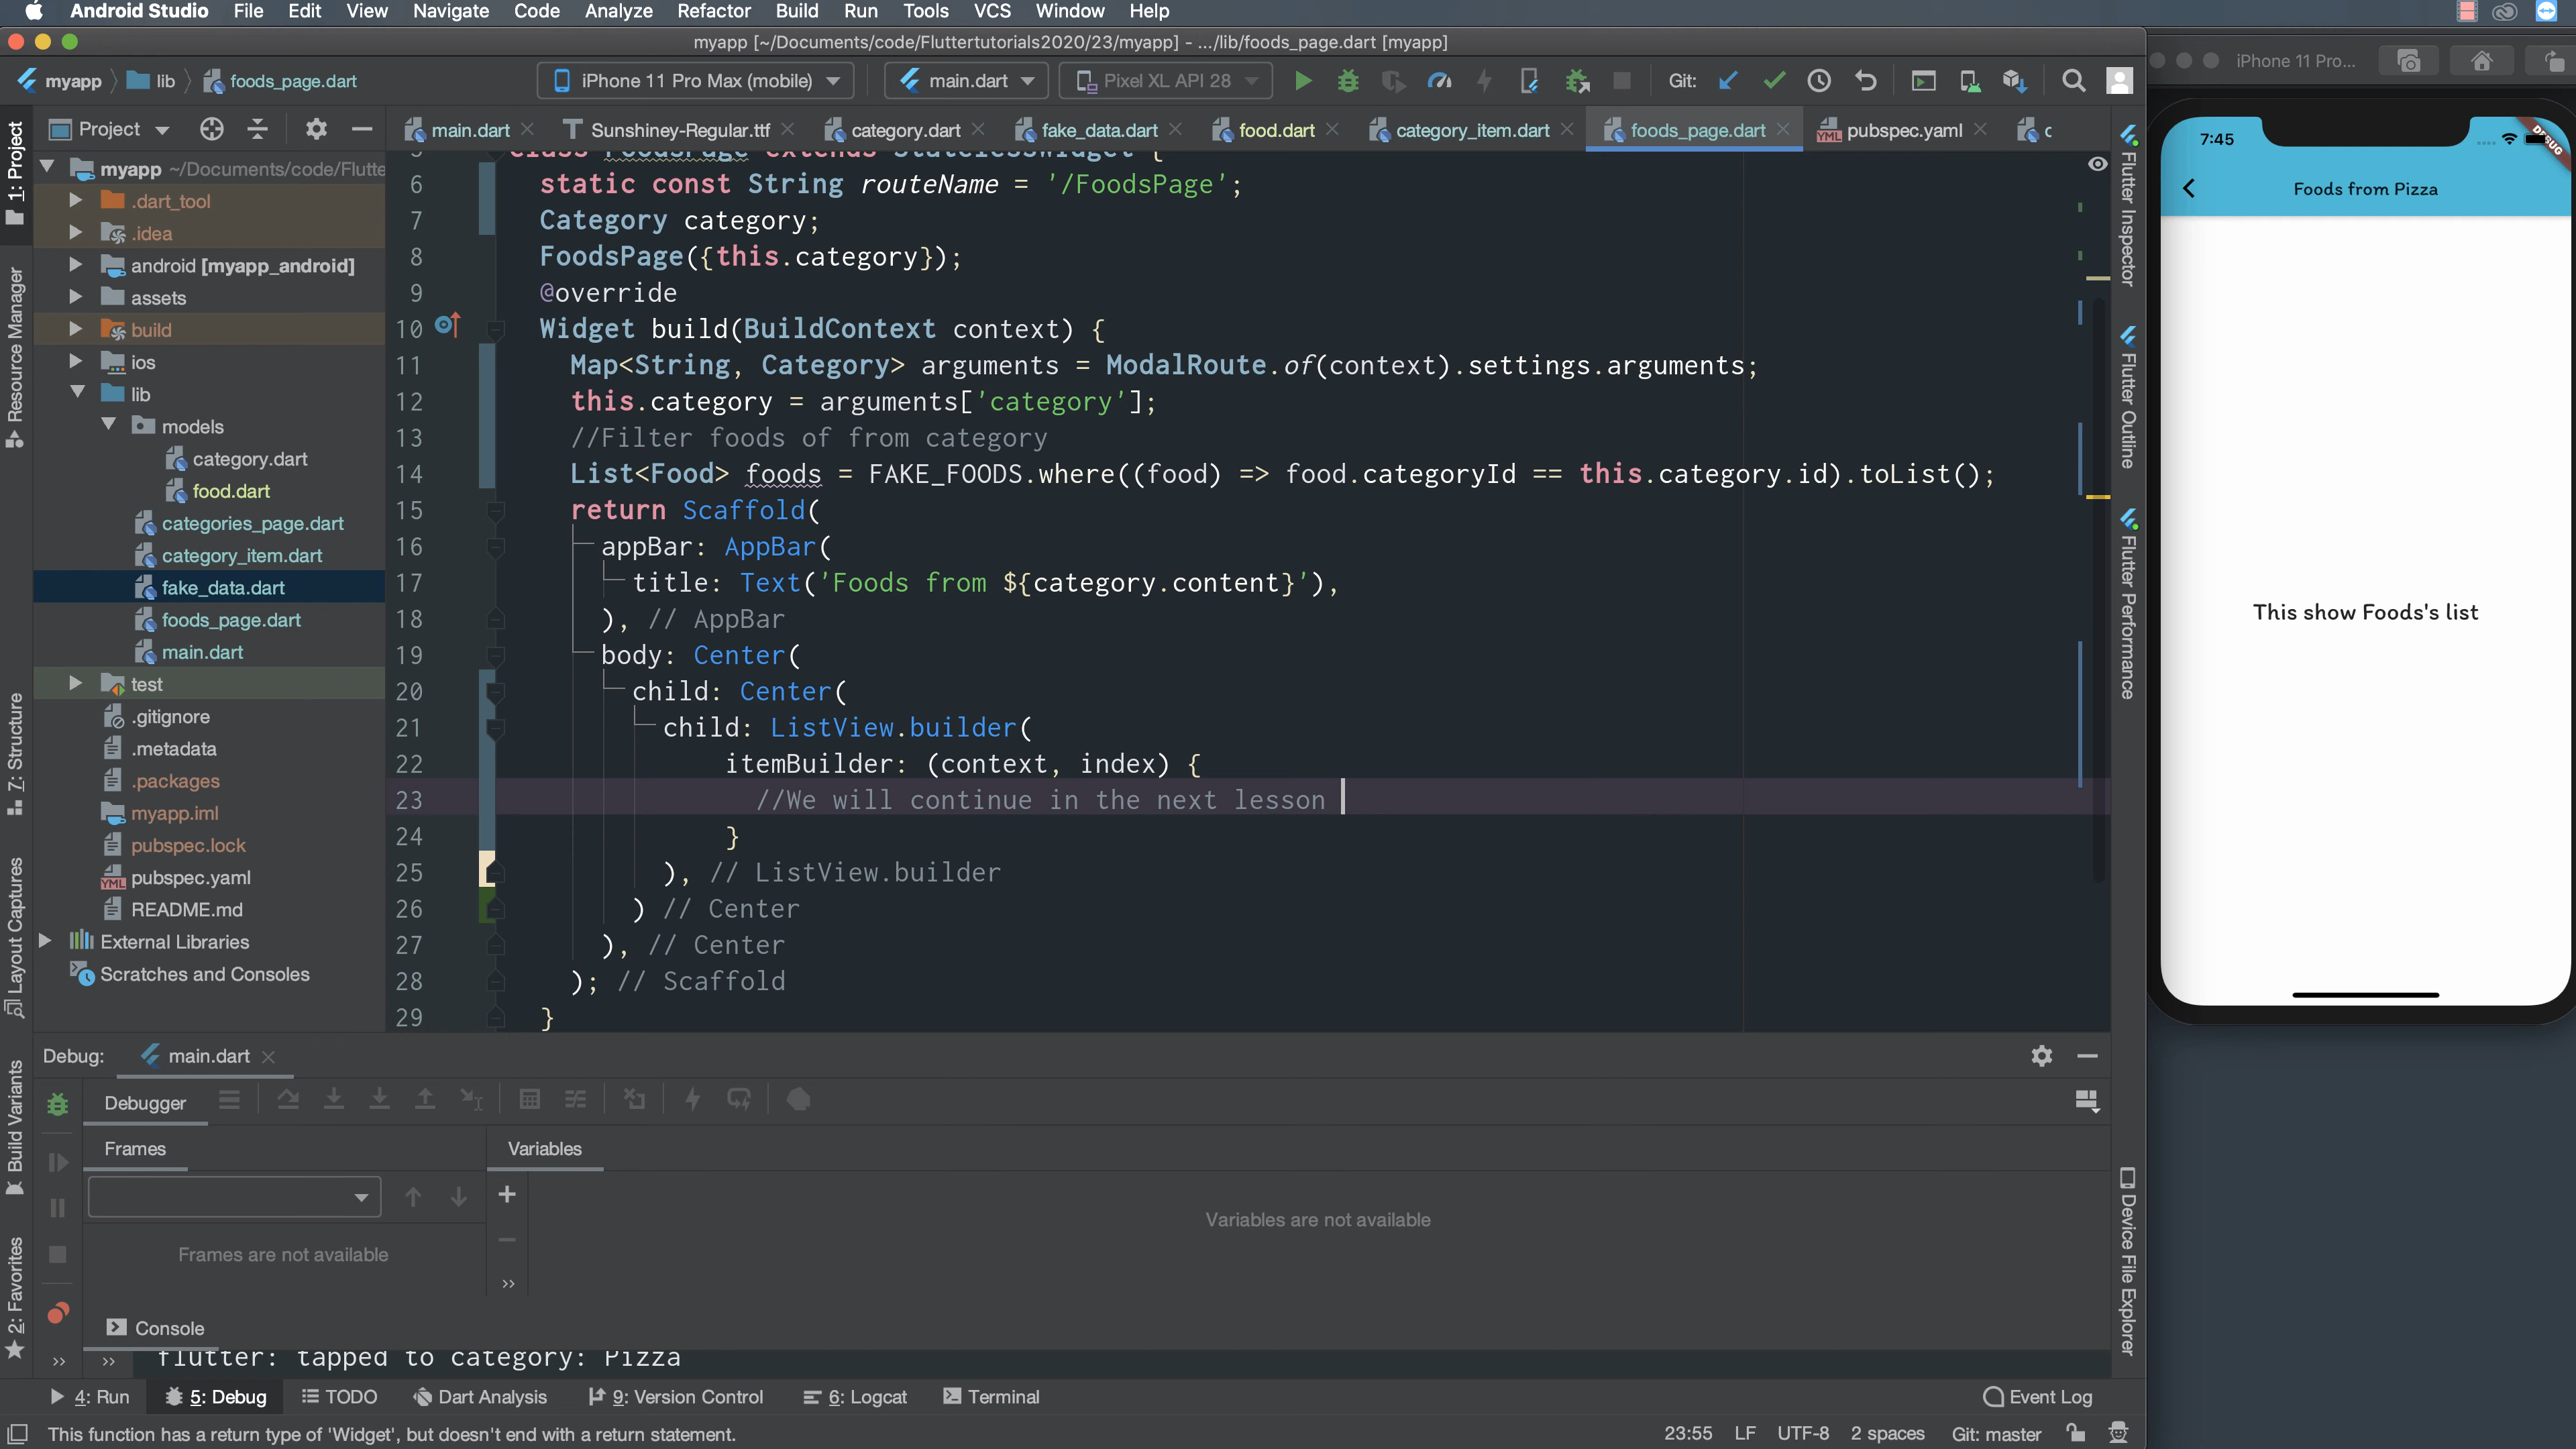 Android Studio File Edit View Navigate Code Analyze Refactor Build Run Tools VCS Window Help
myapp [~/Documents/code/Fluttertutorials2020/23/myapp] - .../lib/foods_page.dart [myapp]
myapp lib foods_page.dart
iPhone 11 Pro Max (mobile) main.dart Pixel XL API 28 Git:
Project
main.dart Sunshiney-Regular.ttf category.dart fake_data.dart food.dart category_item.dart foods_page.dart pubspec.yaml c
1: Project
Resource Manager
7: Structure
Layout Captures
Build Variants
2: Favorites
myapp ~/Documents/code/Flutte
.dart_tool
.idea
android [myapp_android]
assets
build
ios
lib
models
category.dart
food.dart
categories_page.dart
category_item.dart
fake_data.dart
foods_page.dart
main.dart
test
.gitignore
.metadata
.packages
myapp.iml
pubspec.lock
pubspec.yaml
README.md
External Libraries
Scratches and Consoles
5 class FoodsPage extends StatelessWidget {
6 static const String routeName = '/FoodsPage';
7 Category category;
8 FoodsPage({this.category});
9 @override
10 Widget build(BuildContext context) {
11 Map<String, Category> arguments = ModalRoute.of(context).settings.arguments;
12 this.category = arguments['category'];
13 //Filter foods of from category
14 List<Food> foods = FAKE_FOODS.where((food) => food.categoryId == this.category.id).toList();
15 return Scaffold(
16 appBar: AppBar(
17 title: Text('Foods from ${category.content}'),
18 ), // AppBar
19 body: Center(
20 child: Center(
21 child: ListView.builder(
22 itemBuilder: (context, index) {
23 //We will continue in the next lesson
24 }
25 ), // ListView.builder
26 ) // Center
27 ), // Center
28 ); // Scaffold
29 }
Flutter Inspector
Flutter Outline
Flutter Performance
Device File Explorer
iPhone 11 Pro...
7:45
DEBUG
Foods from Pizza
This show Foods's list
Debug: main.dart
Debugger
Frames Variables
Frames are not available
Variables are not available
Console
flutter: tapped to category: Pizza
4: Run 5: Debug TODO Dart Analysis 9: Version Control 6: Logcat Terminal Event Log
This function has a return type of 'Widget', but doesn't end with a return statement. 23:55 LF UTF-8 2 spaces Git: master